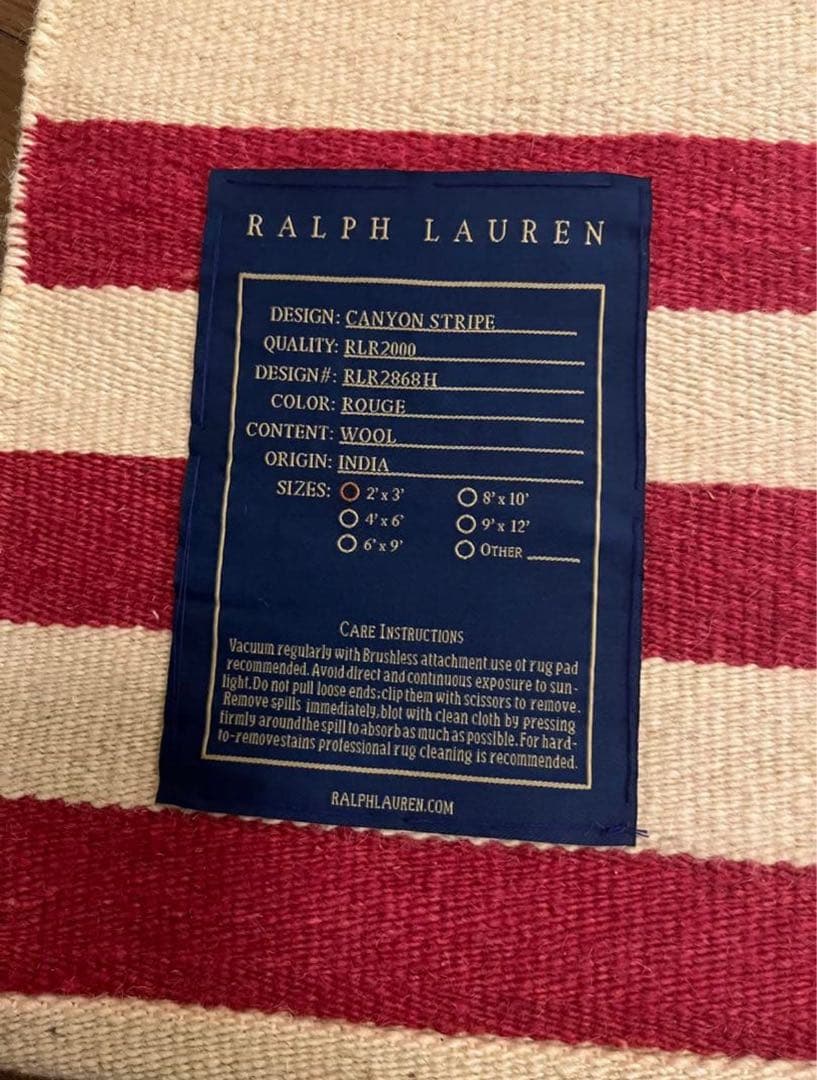 RALPH LAUREN
DESIGN: CANYON STRIPE
QUALITY: RLR2000
DESIGN#: RLR2868H
COLOR: ROUGE
CONTENT: WOOL
ORIGIN: INDIA
SIZES: 2' x 3' 8' x 10'
4' x 6' 9' x 12'
6' x 9' OTHER
CARE INSTRUCTIONS
Vacuum regularly with Brushless attachment.use of rug pad
recommended. Avoid direct and continuous exposure to sun-
light.Do not pull loose ends;clip them with scissors to remove.
Remove spills immediately,blot with clean cloth by pressing
firmly aroundthe spill to absorb as much as possible. For hard-
to-removestains professional rug cleaning is recommended.
RALPHLAUREN.COM